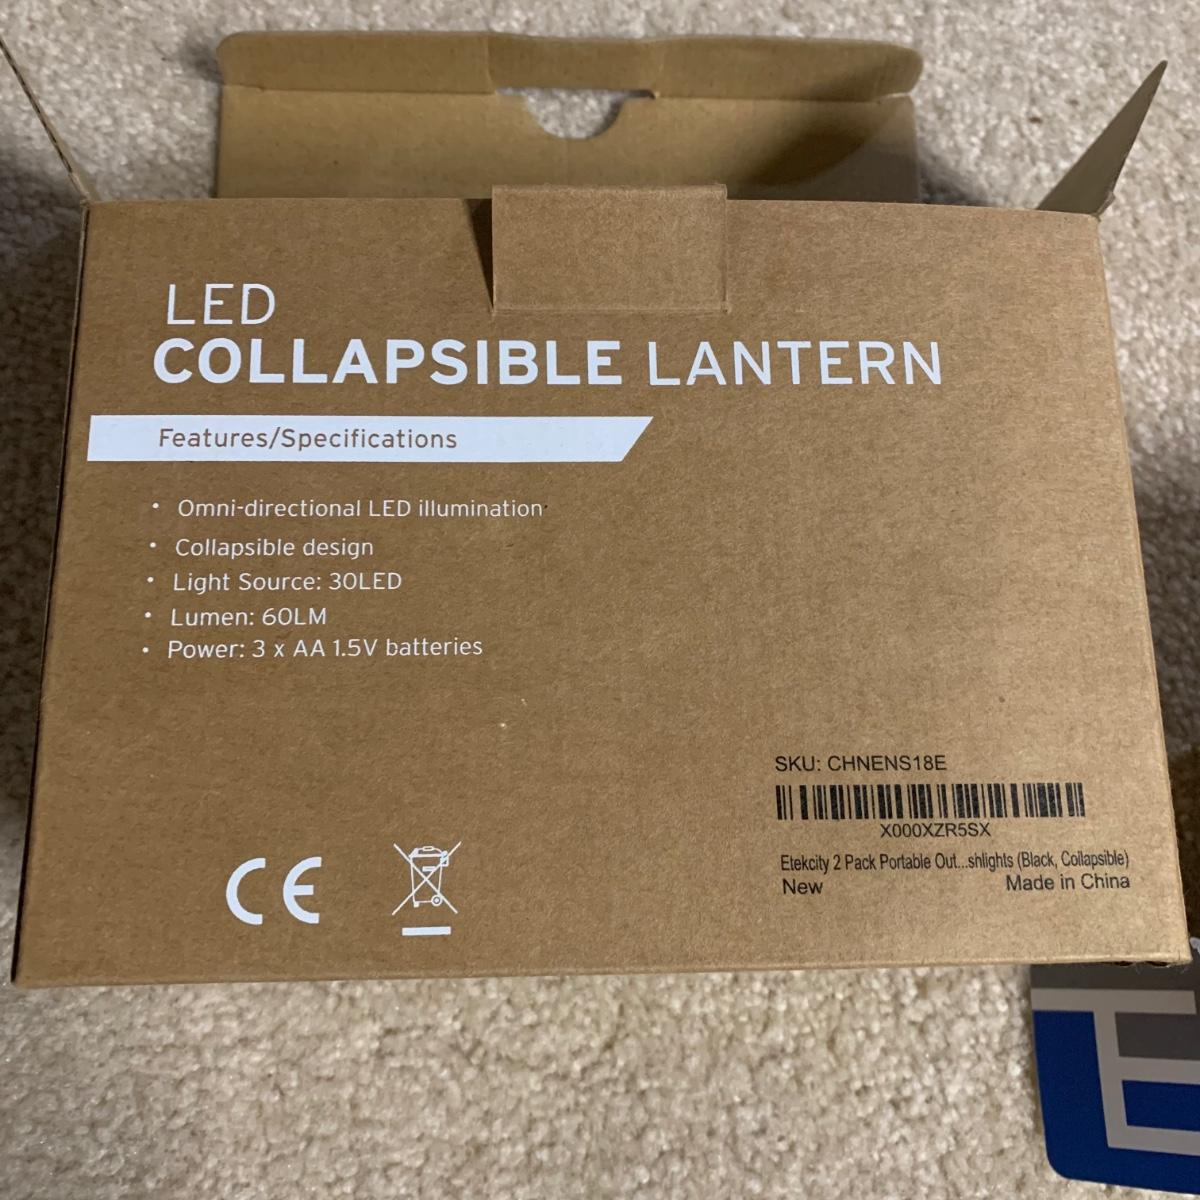 LED
COLLAPSIBLE LANTERN
Features/Specifications
• Omni-directional LED illumination
• Collapsible design
• Light Source: 30LED
• Lumen: 60LM
• Power: 3 x AA 1.5V batteries
SKU: CHNENS18E
X000XZR5SX
Etekcity 2 Pack Portable Out...shlights (Black, Collapsible)
New Made in China
CE